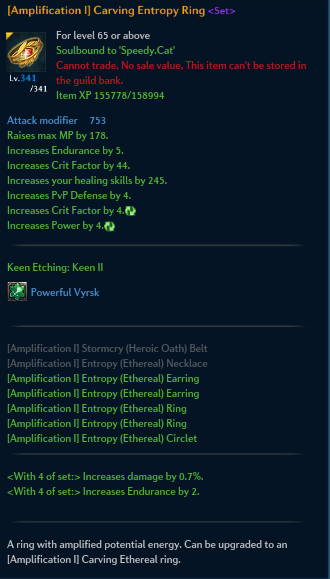 [Amplification I] Carving Entropy Ring <Set>
For level 65 or above
Soulbound to 'Speedy.Cat'
Cannot trade. No sale value. This item can't be stored in
the guild bank.
Lv.341
/341
Item XP 155778/158994
Attack modifier 753
Raises max MP by 178.
Increases Endurance by 5.
Increases Crit Factor by 44.
Increases your healing skills by 245.
Increases PvP Defense by 4.
Increases Crit Factor by 4.
Increases Power by 4.
Keen Etching: Keen II
Powerful Vyrsk
[Amplification I] Stormcry (Heroic Oath) Belt
[Amplification I] Entropy (Ethereal) Necklace
[Amplification I] Entropy (Ethereal) Earring
[Amplification I] Entropy (Ethereal) Earring
[Amplification I] Entropy (Ethereal) Ring
[Amplification I] Entropy (Ethereal) Ring
[Amplification I] Entropy (Ethereal) Circlet
<With 4 of set:> Increases damage by 0.7%.
<With 4 of set:> Increases Endurance by 2.
A ring with amplified potential energy. Can be upgraded to an
[Amplification I] Carving Ethereal ring.